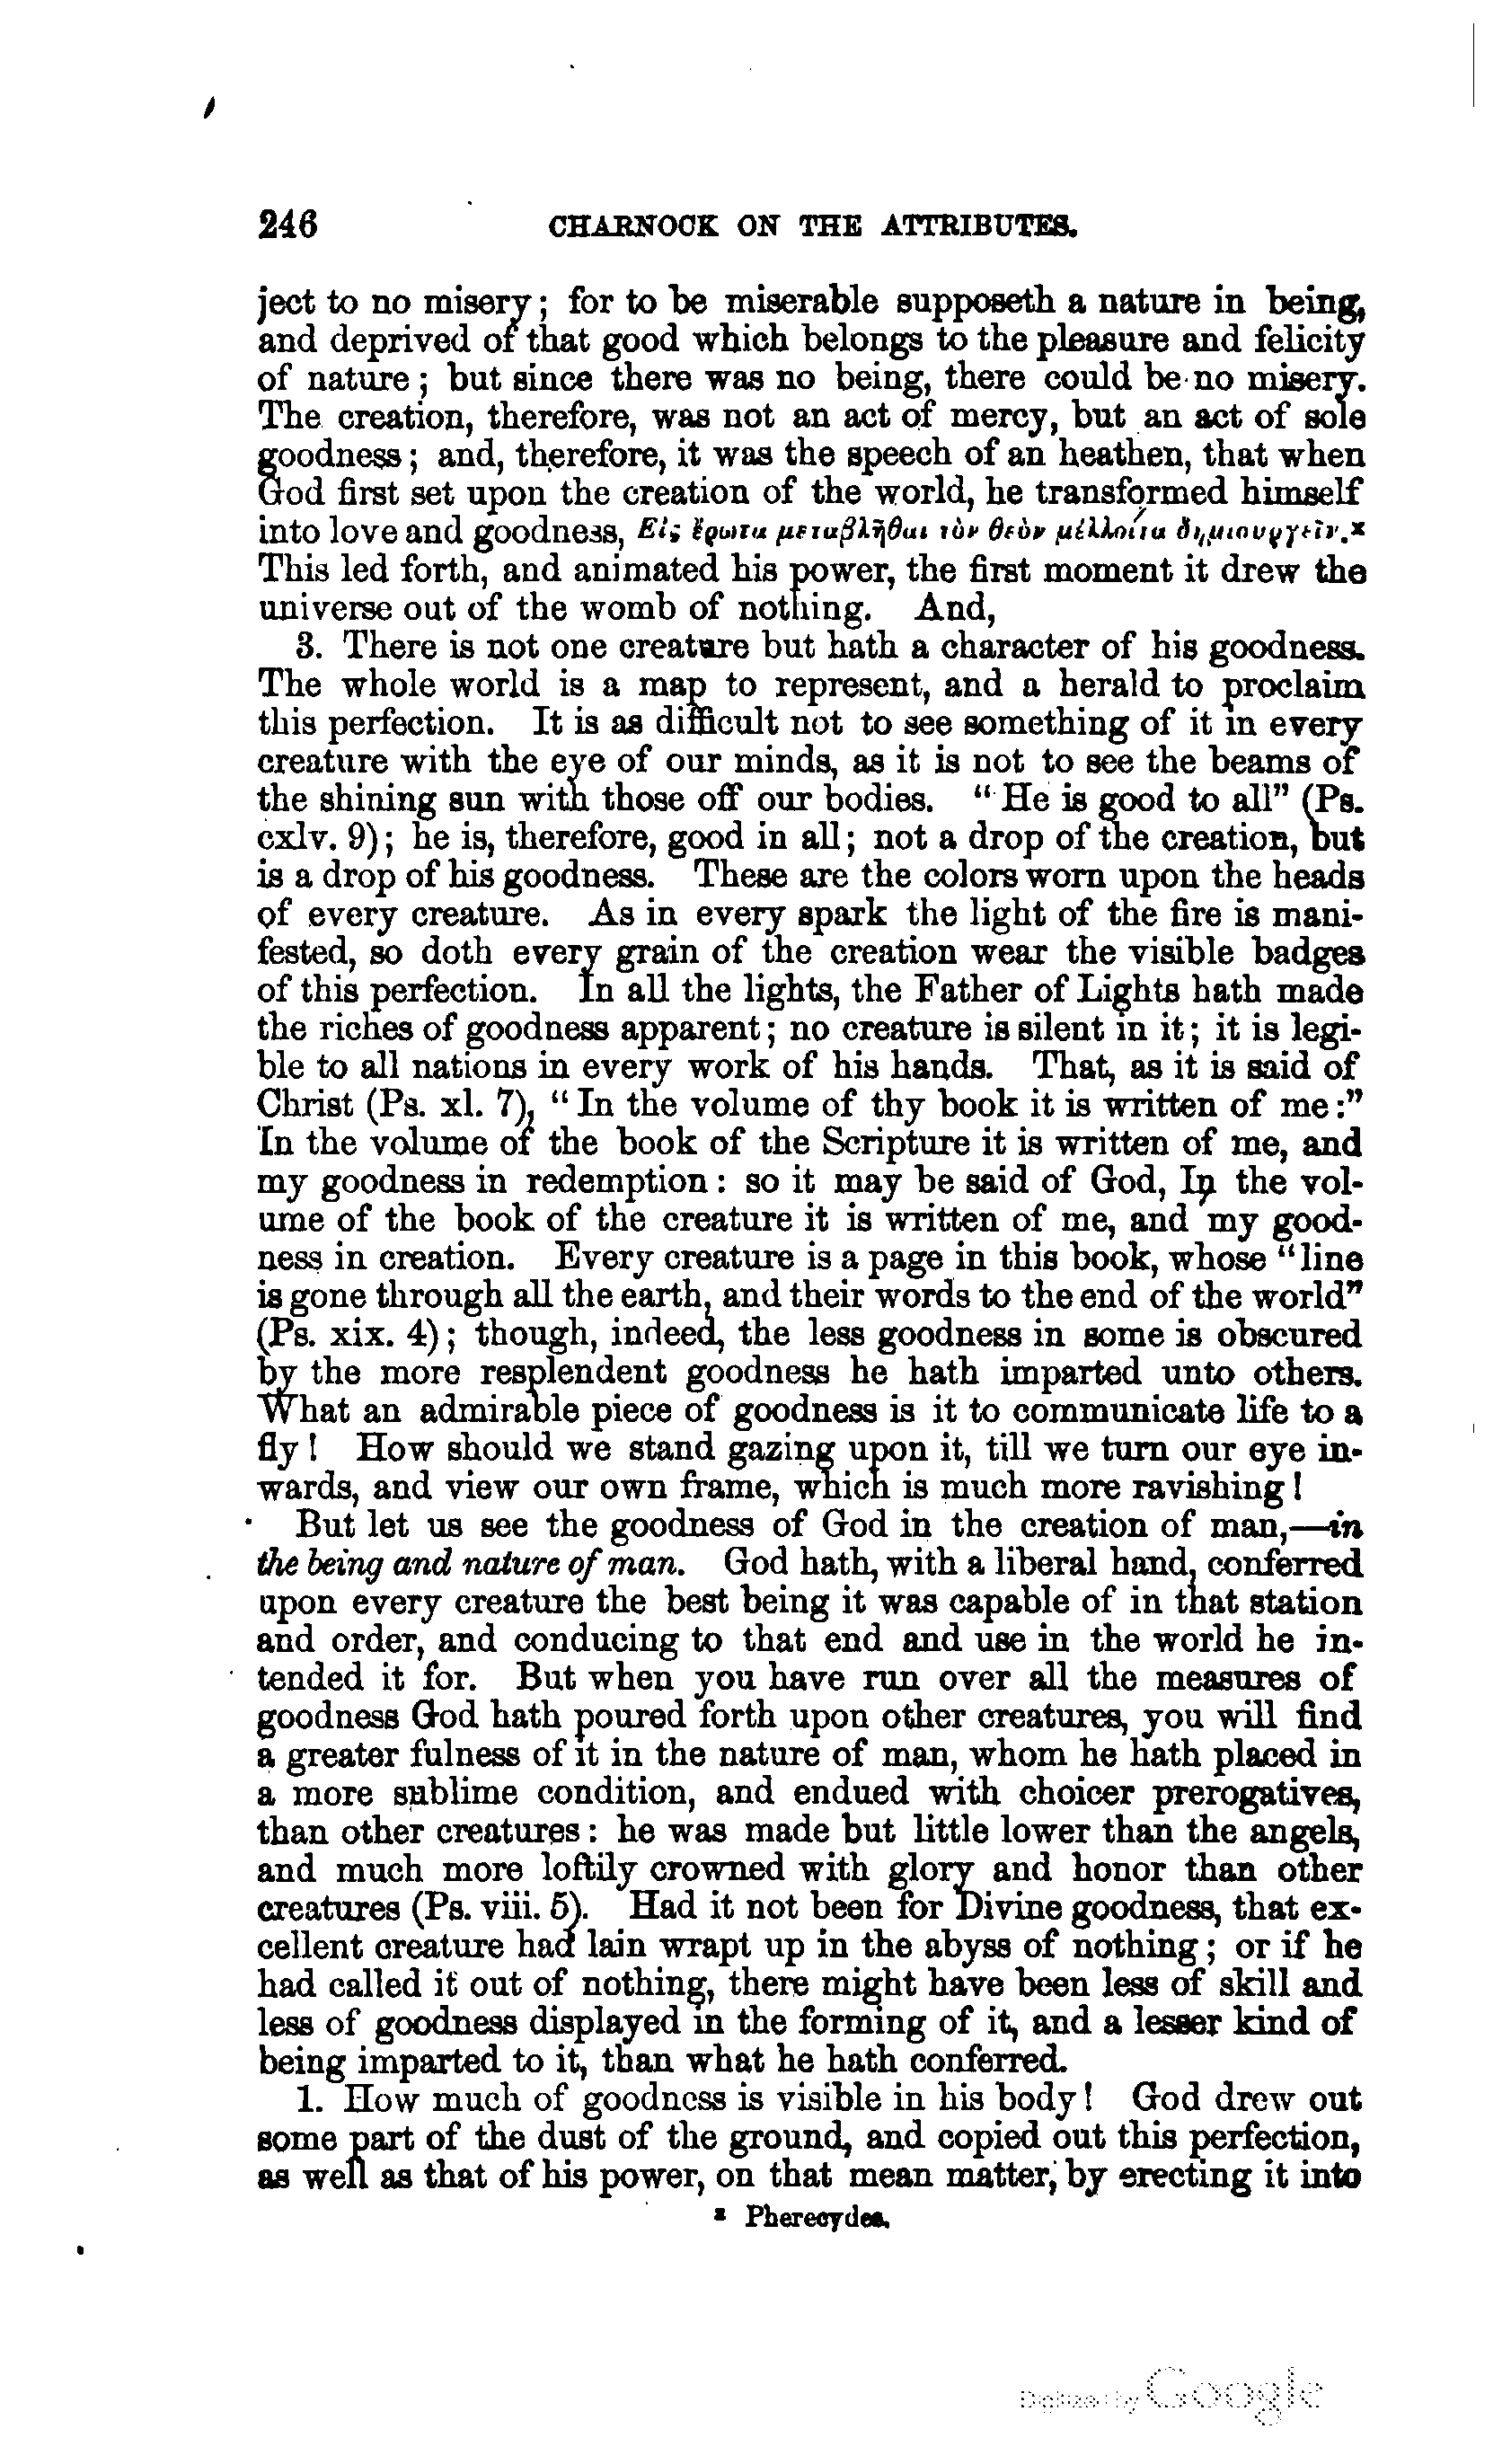 246 CHARNOCK ON THE ATTRIBUTES.
ject to no misery; for to be miserable supposeth a nature in being,
and deprived of that good which belongs to the pleasure and felicity
of nature; but since there was no being, there could be no misery.
The creation, therefore, was not an act of mercy, but an act of sole
goodness; and, therefore, it was the speech of an heathen, that when
God first set upon the creation of the world, he transformed himself
into love and goodness, Εἰς ἔρωτα μεταβλῆθαι τὸν θεὸν μέλλοντα δημιουργεῖν.x
This led forth, and animated his power, the first moment it drew the
universe out of the womb of nothing. And,
3. There is not one creature but hath a character of his goodness.
The whole world is a map to represent, and a herald to proclaim
this perfection. It is as difficult not to see something of it in every
creature with the eye of our minds, as it is not to see the beams of
the shining sun with those off our bodies. "He is good to all" (Ps.
cxlv. 9); he is, therefore, good in all; not a drop of the creation, but
is a drop of his goodness. These are the colors worn upon the heads
of every creature. As in every spark the light of the fire is mani-
fested, so doth every grain of the creation wear the visible badges
of this perfection. In all the lights, the Father of Lights hath made
the riches of goodness apparent; no creature is silent in it; it is legi-
ble to all nations in every work of his hands. That, as it is said of
Christ (Ps. xl. 7), "In the volume of thy book it is written of me:"
In the volume of the book of the Scripture it is written of me, and
my goodness in redemption: so it may be said of God, In the vol-
ume of the book of the creature it is written of me, and my good-
ness in creation. Every creature is a page in this book, whose "line
is gone through all the earth, and their words to the end of the world"
(Ps. xix. 4); though, indeed, the less goodness in some is obscured
by the more resplendent goodness he hath imparted unto others.
What an admirable piece of goodness is it to communicate life to a
fly! How should we stand gazing upon it, till we turn our eye in-
wards, and view our own frame, which is much more ravishing!
But let us see the goodness of God in the creation of man,—in
the being and nature of man. God hath, with a liberal hand, conferred
upon every creature the best being it was capable of in that station
and order, and conducing to that end and use in the world he in-
tended it for. But when you have run over all the measures of
goodness God hath poured forth upon other creatures, you will find
a greater fulness of it in the nature of man, whom he hath placed in
a more sublime condition, and endued with choicer prerogatives,
than other creatures: he was made but little lower than the angels,
and much more loftily crowned with glory and honor than other
creatures (Ps. viii. 5). Had it not been for Divine goodness, that ex-
cellent creature had lain wrapt up in the abyss of nothing; or if he
had called it out of nothing, there might have been less of skill and
less of goodness displayed in the forming of it, and a lesser kind of
being imparted to it, than what he hath conferred.
1. How much of goodness is visible in his body! God drew out
some part of the dust of the ground, and copied out this perfection,
as well as that of his power, on that mean matter, by erecting it into
x Pherecydes.
Digitized by Google